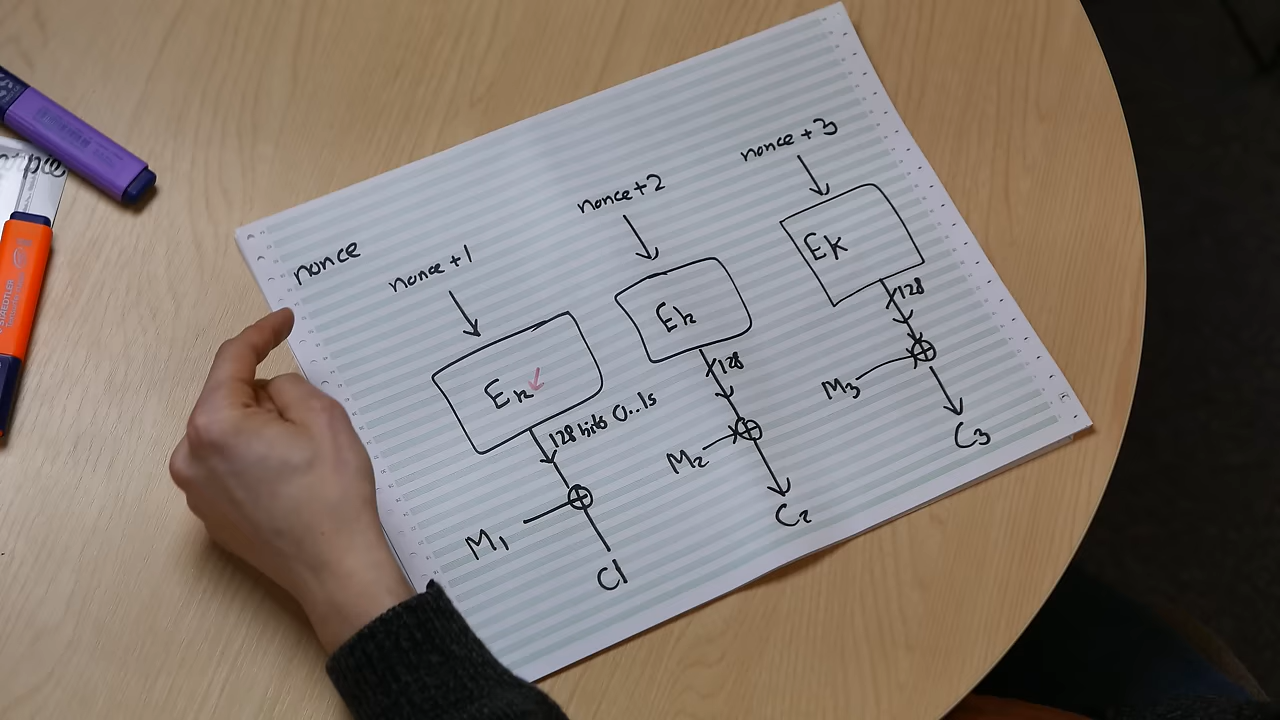 nonce
nonce +1
nonce+2
nonce + 3
Ek
Ek
Ek
128 bits 0..1s
128
128
M1
M2
M3
C1
C2
C3
STAEDTLER